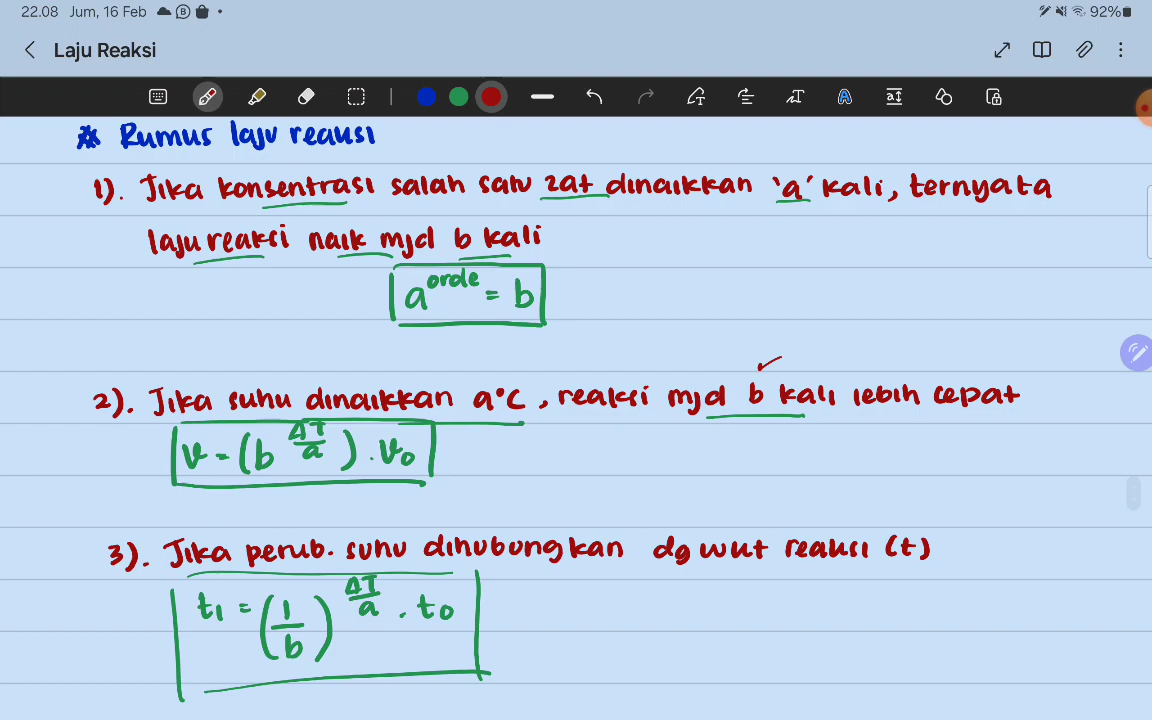 22.08 Jum, 16 Feb
92%
Laju Reaksi
* Rumus laju reaksi
1). Jika konsentrasi salah satu zat dinaikkan 'a' kali, ternyata
laju reaksi naik mjd b kali
a^orde = b
2). Jika suhu dinaikkan a°C, reaksi mjd b kali lebih cepat
v = (b^(ΔT/a)) . v₀
3). Jika perub. suhu dihubungkan dg wkt reaksi (t)
t₁ = (1/b)^(ΔT/a) . t₀